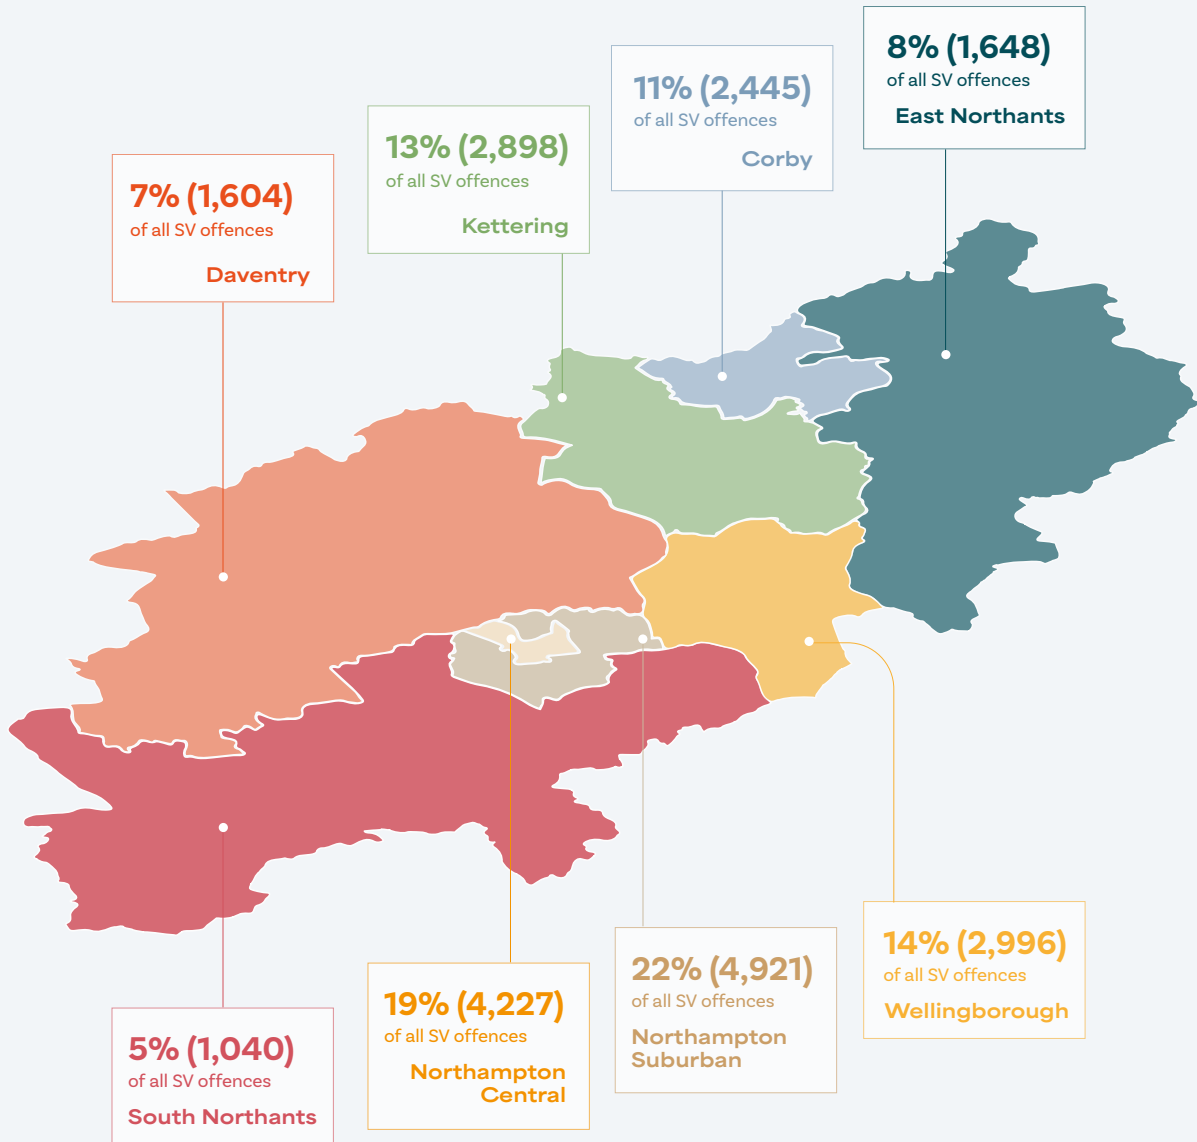 8% (1,648)
of all SV offences
East Northants
11% (2,445)
of all SV offences
Corby
13% (2,898)
of all SV offences
Kettering
7% (1,604)
of all SV offences
Daventry
14% (2,996)
of all SV offences
Wellingborough
22% (4,921)
of all SV offences
Northampton
Suburban
19% (4,227)
of all SV offences
Northampton
Central
5% (1,040)
of all SV offences
South Northants